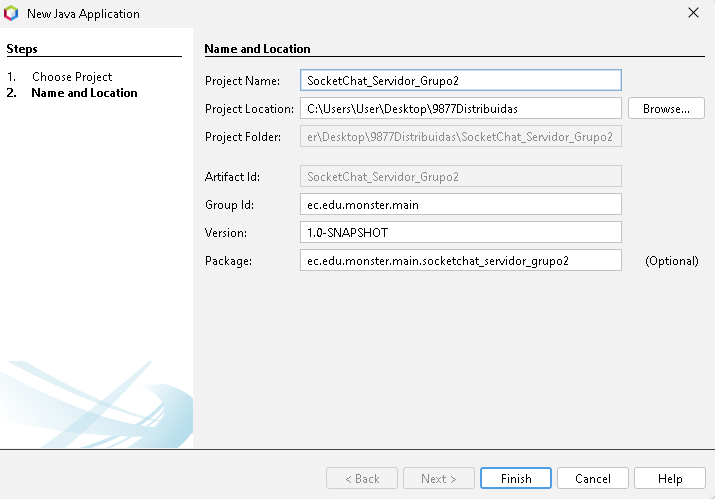 New Java Application
Steps
1. Choose Project
2. Name and Location
Name and Location
Project Name: SocketChat_Servidor_Grupo2
Project Location: C:\Users\User\Desktop\9877Distribuidas Browse...
Project Folder: er\Desktop\9877Distribuidas\SocketChat_Servidor_Grupo2
Artifact Id: SocketChat_Servidor_Grupo2
Group Id: ec.edu.monster.main
Version: 1.0-SNAPSHOT
Package: ec.edu.monster.main.socketchat_servidor_grupo2 (Optional)
< Back Next > Finish Cancel Help